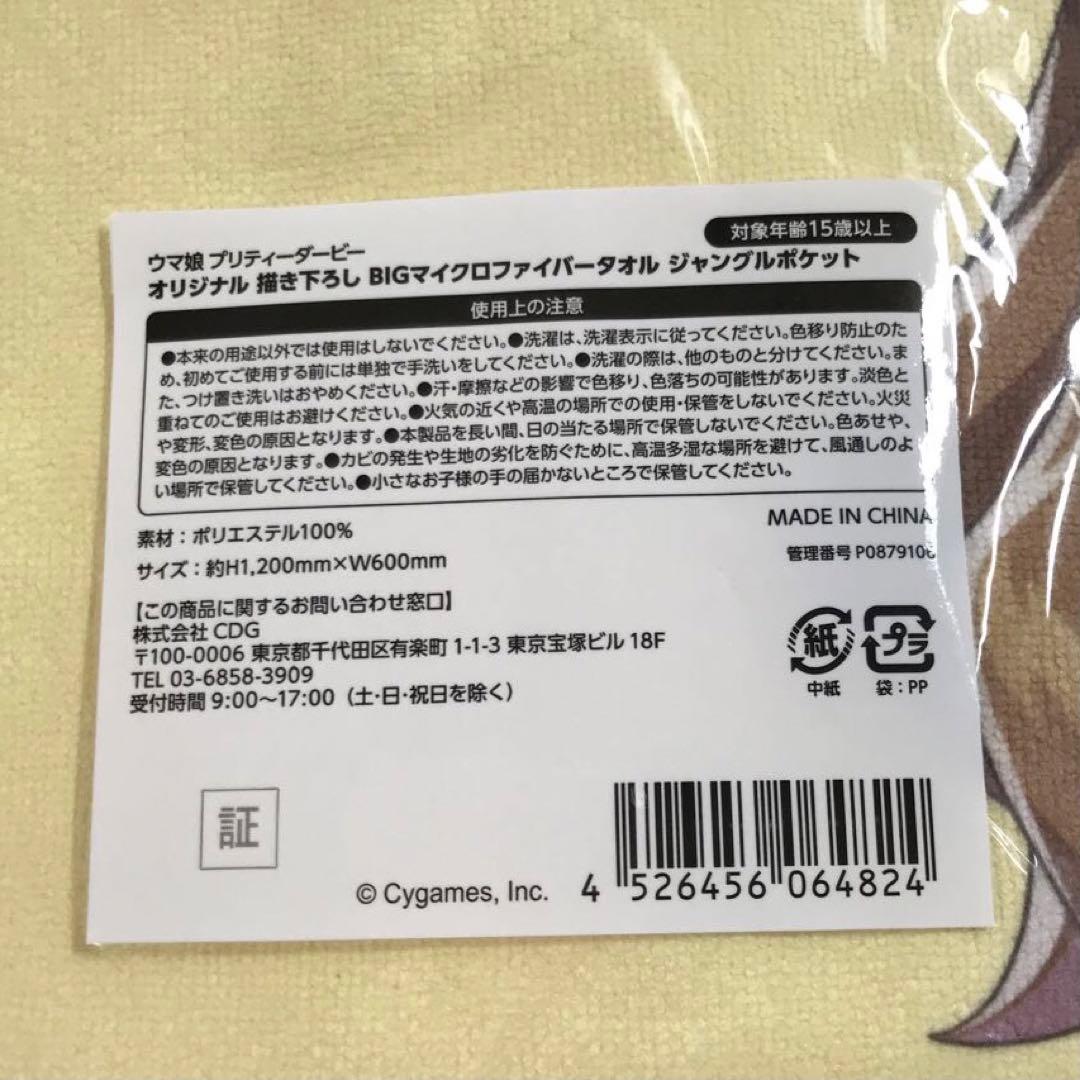 対象年齢15歳以上
ウマ娘 プリティーダービー
オリジナル 描き下ろし BIGマイクロファイバータオル ジャングルポケット
使用上の注意
●本来の用途以外では使用はしないでください。●洗濯は、洗濯表示に従ってください。色移り防止のた
め、初めてご使用する前には単独で手洗いをしてください。●洗濯の際は、他のものと分けてください。ま
た、つけ置き洗いはおやめください。●汗・摩擦などの影響で色移り、色落ちの可能性があります。淡色と
重ねてのご使用はお避けください。●火気の近くや高温の場所での使用・保管をしないでください。火災
や変形、変色の原因となります。●本製品を長い間、日の当たる場所で保管しないでください。色あせや、
変色の原因となります。●カビの発生や生地の劣化を防ぐために、高温多湿な場所を避けて、風通しのよ
い場所で保管してください。●小さなお子様の手の届かないところで保管してください。
素材：ポリエステル100%
MADE IN CHINA
サイズ：約H1,200mm×W600mm
管理番号 P0879106
【この商品に関するお問い合わせ窓口】
株式会社 CDG
〒100-0006 東京都千代田区有楽町 1-1-3 東京宝塚ビル 18F
TEL 03-6858-3909
受付時間 9:00〜17:00（土・日・祝日を除く）
紙
プラ
中紙
袋：PP
証
© Cygames, Inc.
4 526456 064824